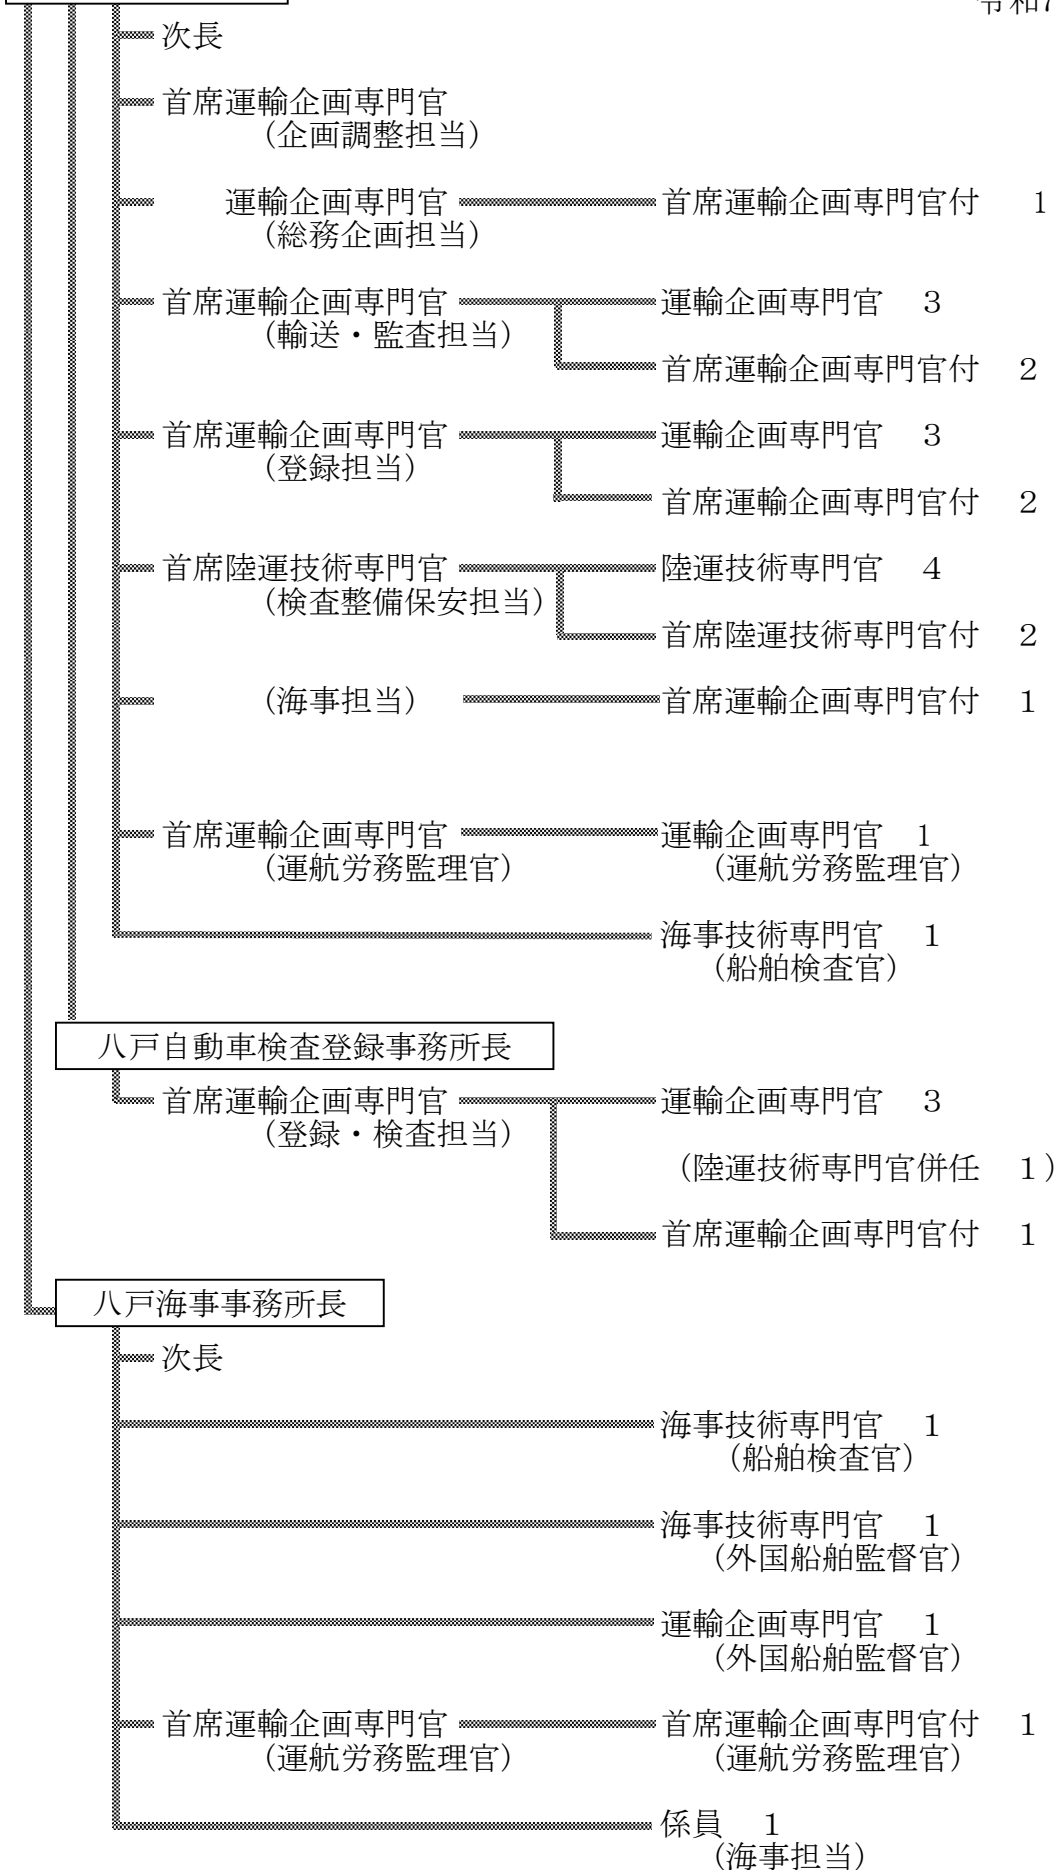 令和7
次長
首席運輸企画専門官
（企画調整担当）
運輸企画専門官 首席運輸企画専門官付 １
（総務企画担当）
首席運輸企画専門官 運輸企画専門官 ３
（輸送・監査担当）
首席運輸企画専門官付 ２
首席運輸企画専門官 運輸企画専門官 ３
（登録担当）
首席運輸企画専門官付 ２
首席陸運技術専門官 陸運技術専門官 ４
（検査整備保安担当）
首席陸運技術専門官付 ２
（海事担当） 首席運輸企画専門官付 １
首席運輸企画専門官 運輸企画専門官 １
（運航労務監理官） （運航労務監理官）
海事技術専門官 １
（船舶検査官）
八戸自動車検査登録事務所長
首席運輸企画専門官 運輸企画専門官 ３
（登録・検査担当）
（陸運技術専門官併任 １）
首席運輸企画専門官付 １
八戸海事事務所長
次長
海事技術専門官 １
（船舶検査官）
海事技術専門官 １
（外国船舶監督官）
運輸企画専門官 １
（外国船舶監督官）
首席運輸企画専門官 首席運輸企画専門官付 １
（運航労務監理官） （運航労務監理官）
係員 １
（海事担当）